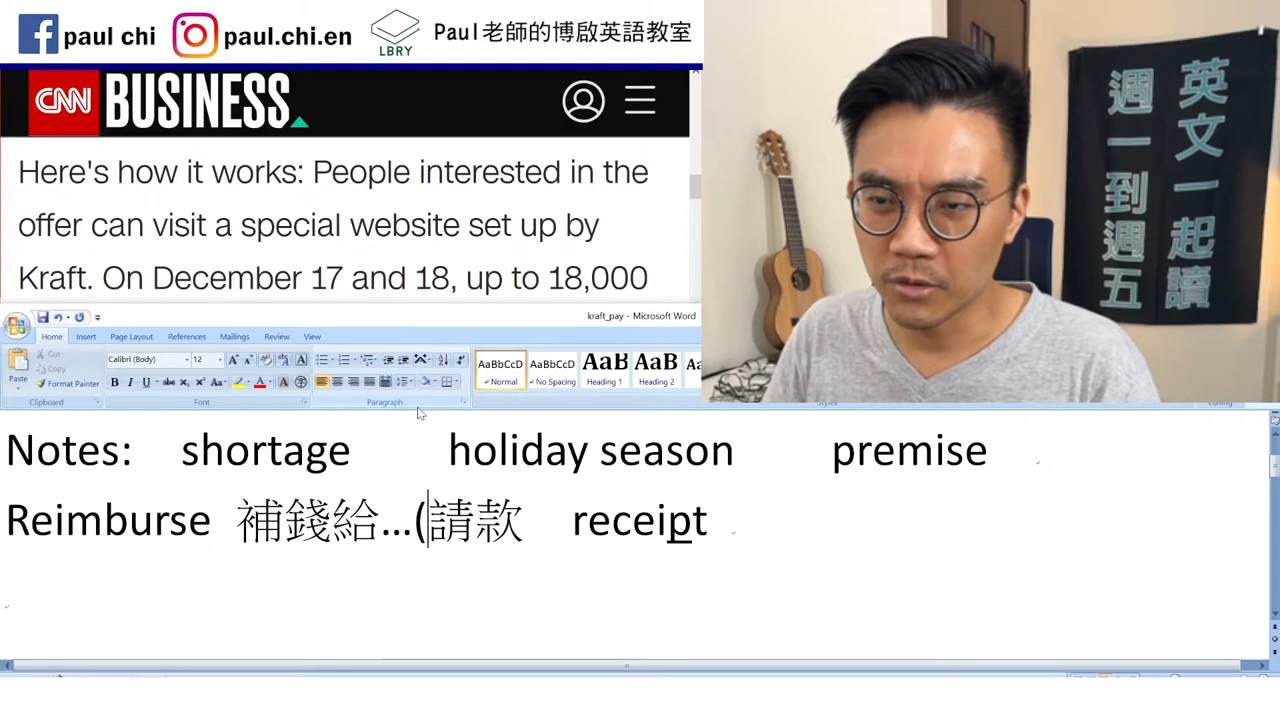 paul chi
paul.chi.en
LBRY
Paul老師的博啟英語教室
CNN BUSINESS
Here's how it works: People interested in the
offer can visit a special website set up by
Kraft. On December 17 and 18, up to 18,000
kraft_pay - Microsoft Word
Home Insert Page Layout References Mailings Review View
Paste
Cut
Copy
Format Painter
Clipboard
Calibri (Body) 12
Font
Paragraph
AaBbCcD AaBbCcD AaBb AaB
Normal No Spacing Heading 1 Heading 2
Notes: shortage holiday season premise
Reimburse 補錢給…(請款 receipt
英文一起讀
週一到週五